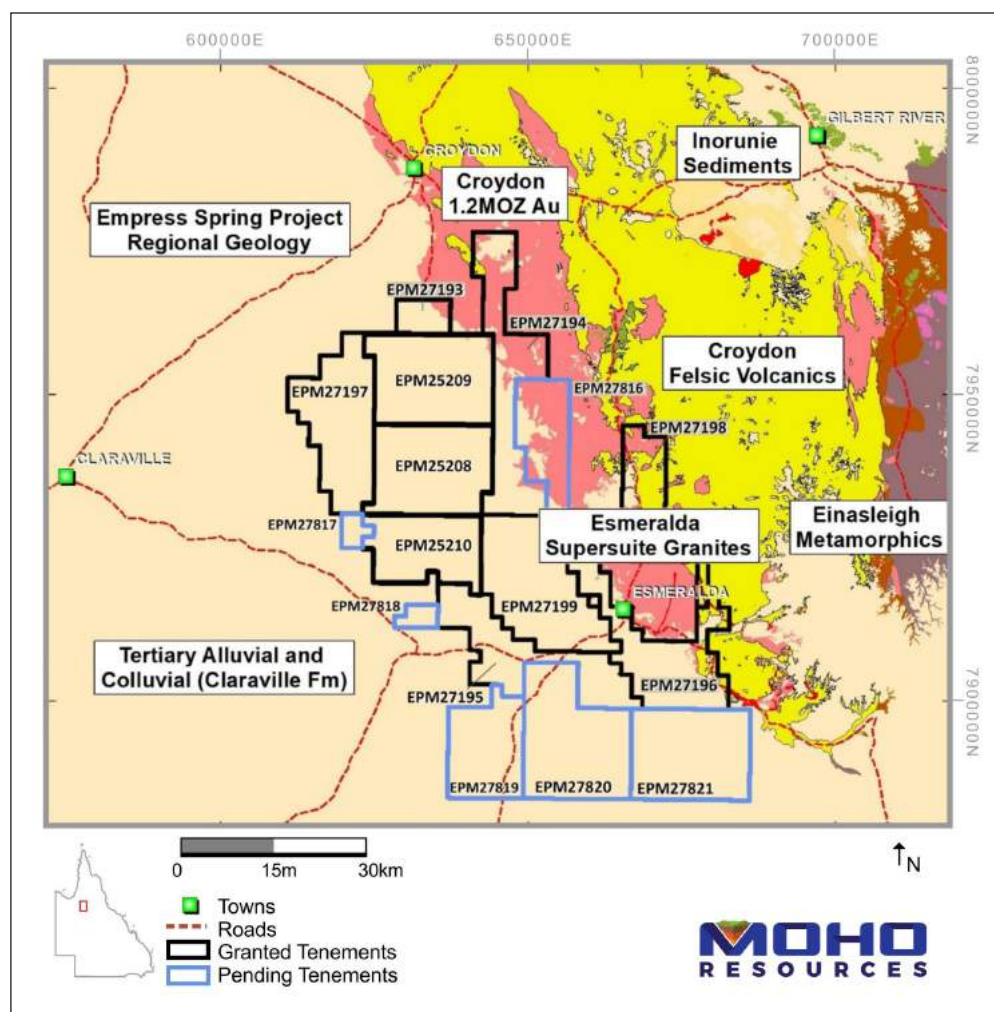 600000E
650000E
700000E
8000000N
GILBERT RIVER
CROYDON
Inorunie
Sediments
Croydon
1.2MOZ Au
Empress Spring Project
Regional Geology
EPM27193
EPM27194
7950000N
EPM27197
EPM25209
EPM27816
Croydon
Felsic Volcanics
EPM27198
CLARAVILLE
EPM25208
EPM27817
EPM25210
Esmeralda
Supersuite Granites
Einasleigh
Metamorphics
EPM27818
EPM27199
ESMERALDA
Tertiary Alluvial and
Colluvial (Claraville Fm)
EPM27195
EPM27196
7900000N
EPM27819
EPM27820
EPM27821
0
15m
30km
N
Towns
Roads
Granted Tenements
Pending Tenements
MOHO
RESOURCES